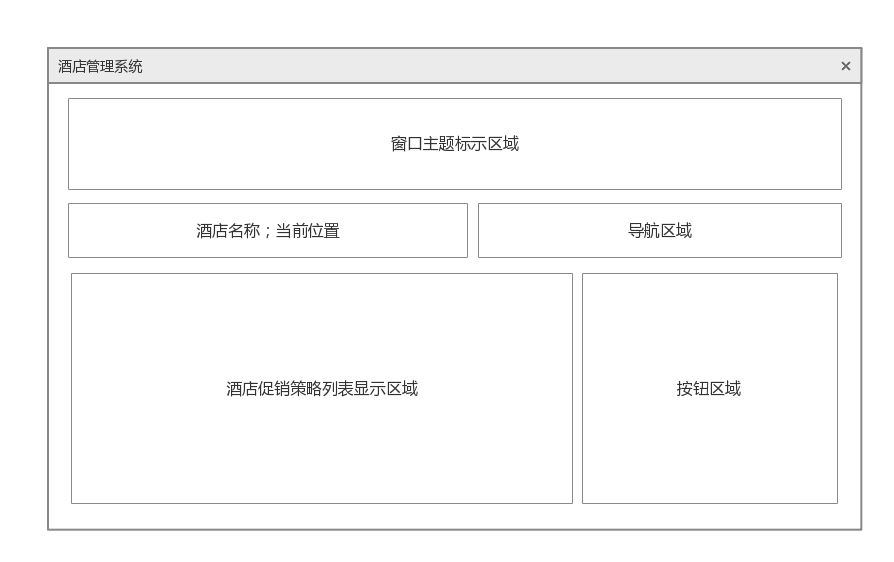 酒店管理系统
×
窗口主题标示区域
酒店名称；当前位置
导航区域
酒店促销策略列表显示区域
按钮区域